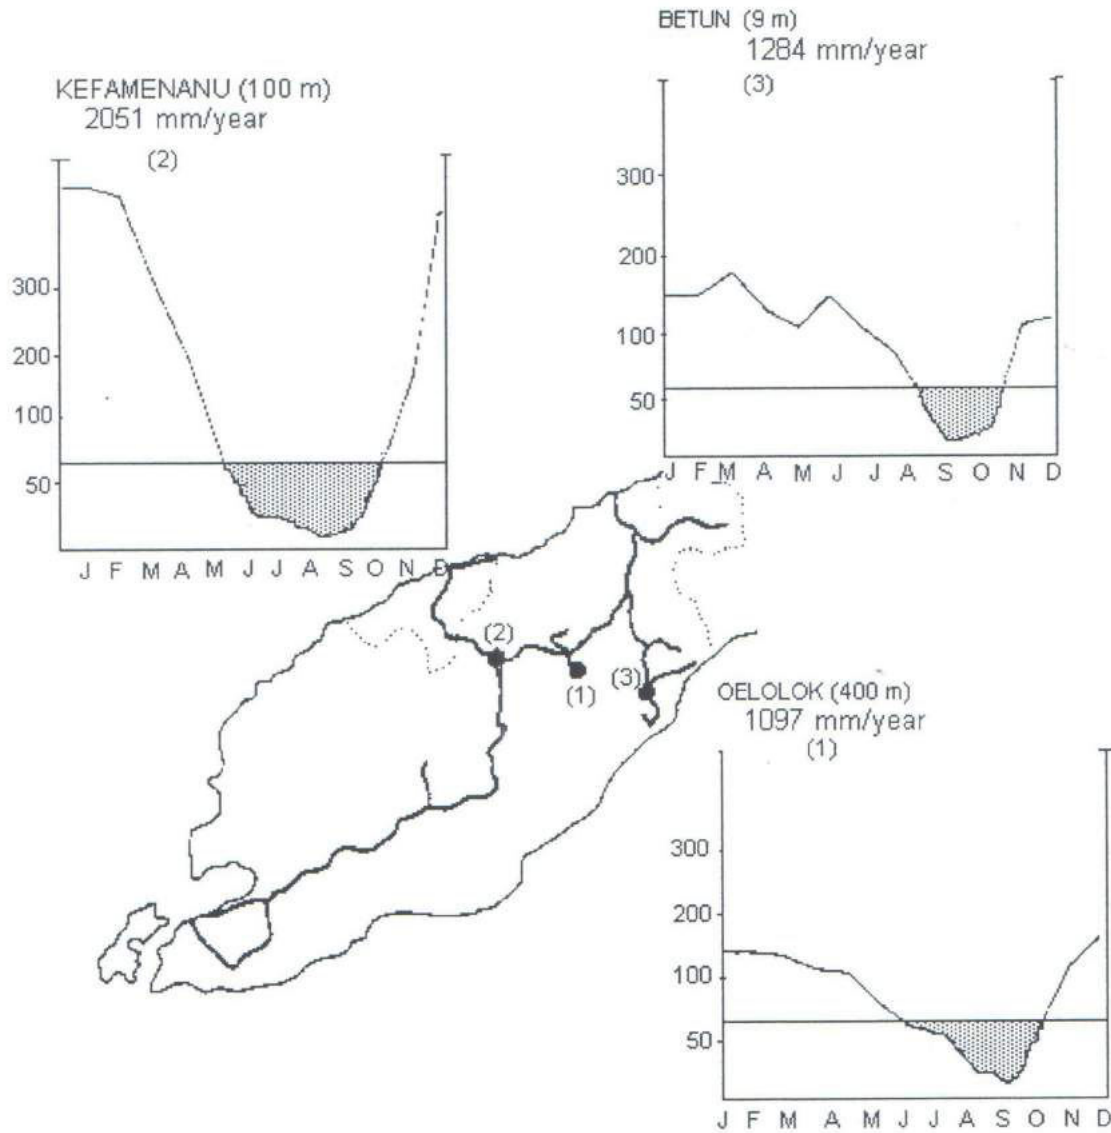 BETUN (9 m)
1284 mm/year
(3)
300
200
100
50
J F M A M J J A S O N D
KEFAMENANU (100 m)
2051 mm/year
(2)
300
200
100
50
J F M A M J J A S O N D
(2)
(1)
(3)
OELOLOK (400 m)
1097 mm/year
(1)
300
200
100
50
J F M A M J J A S O N D